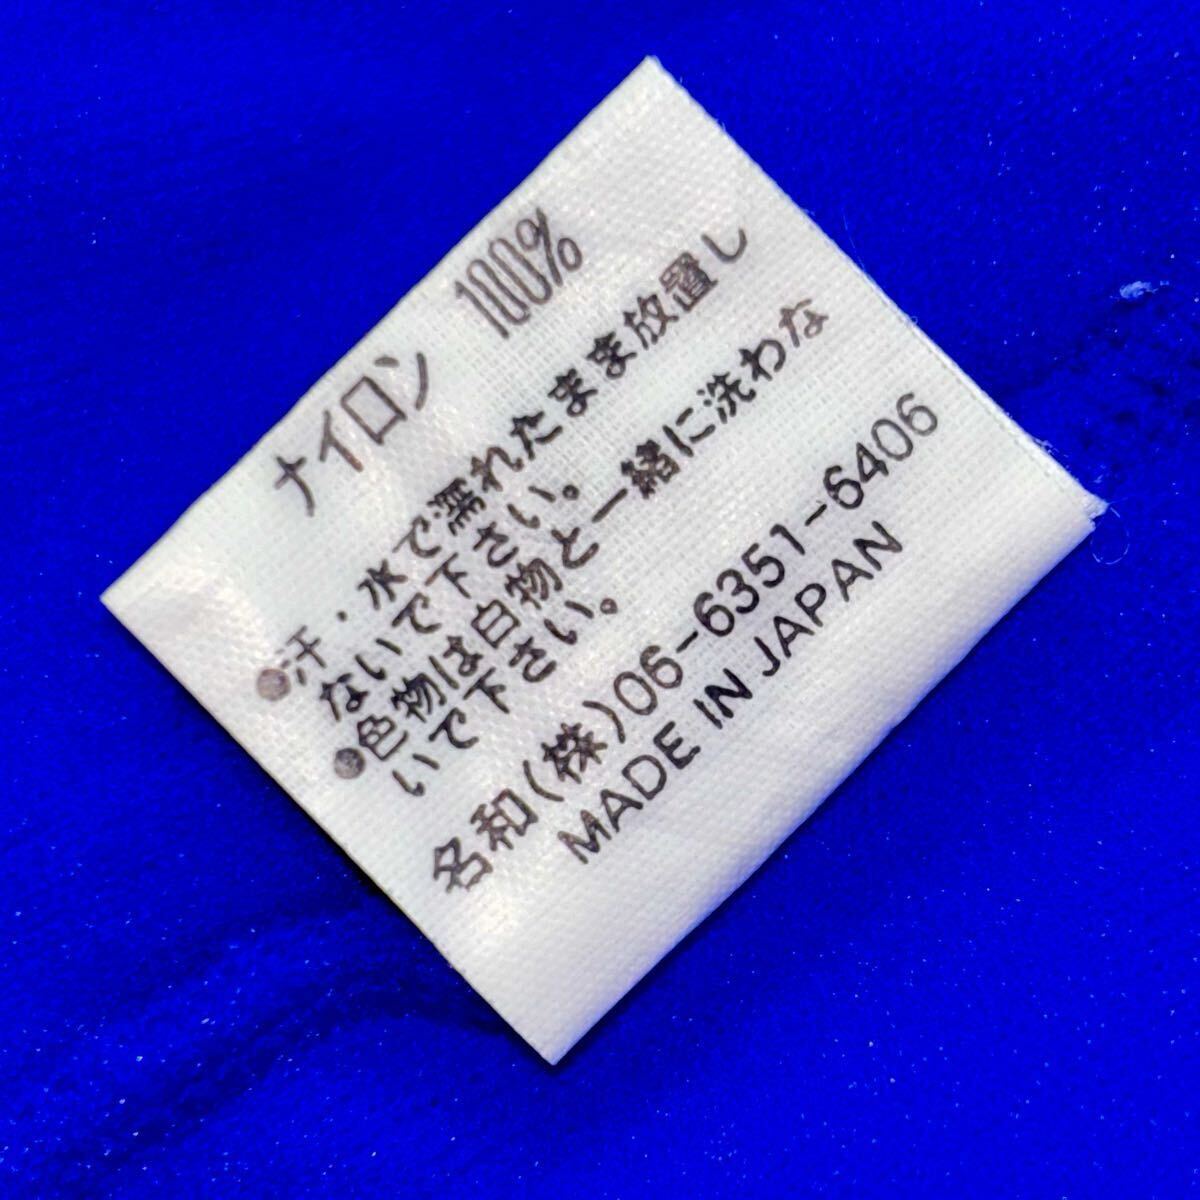 ナイロン 100%
●汗・水で濡れたまま放置し
ないで下さい。
●色物は白物と一緒に洗わな
いで下さい。
名和(株)06-6351-6406
MADE IN JAPAN